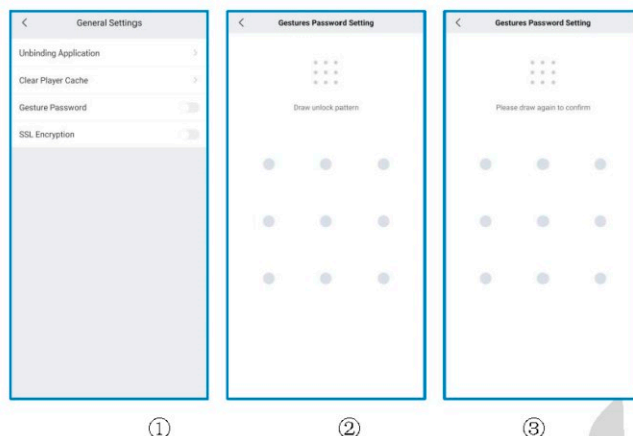 General Settings
Unbinding Application
Clear Player Cache
Gesture Password
SSL Encryption
Gestures Password Setting
Draw unlock pattern
Gestures Password Setting
Please draw again to confirm
① ② ③